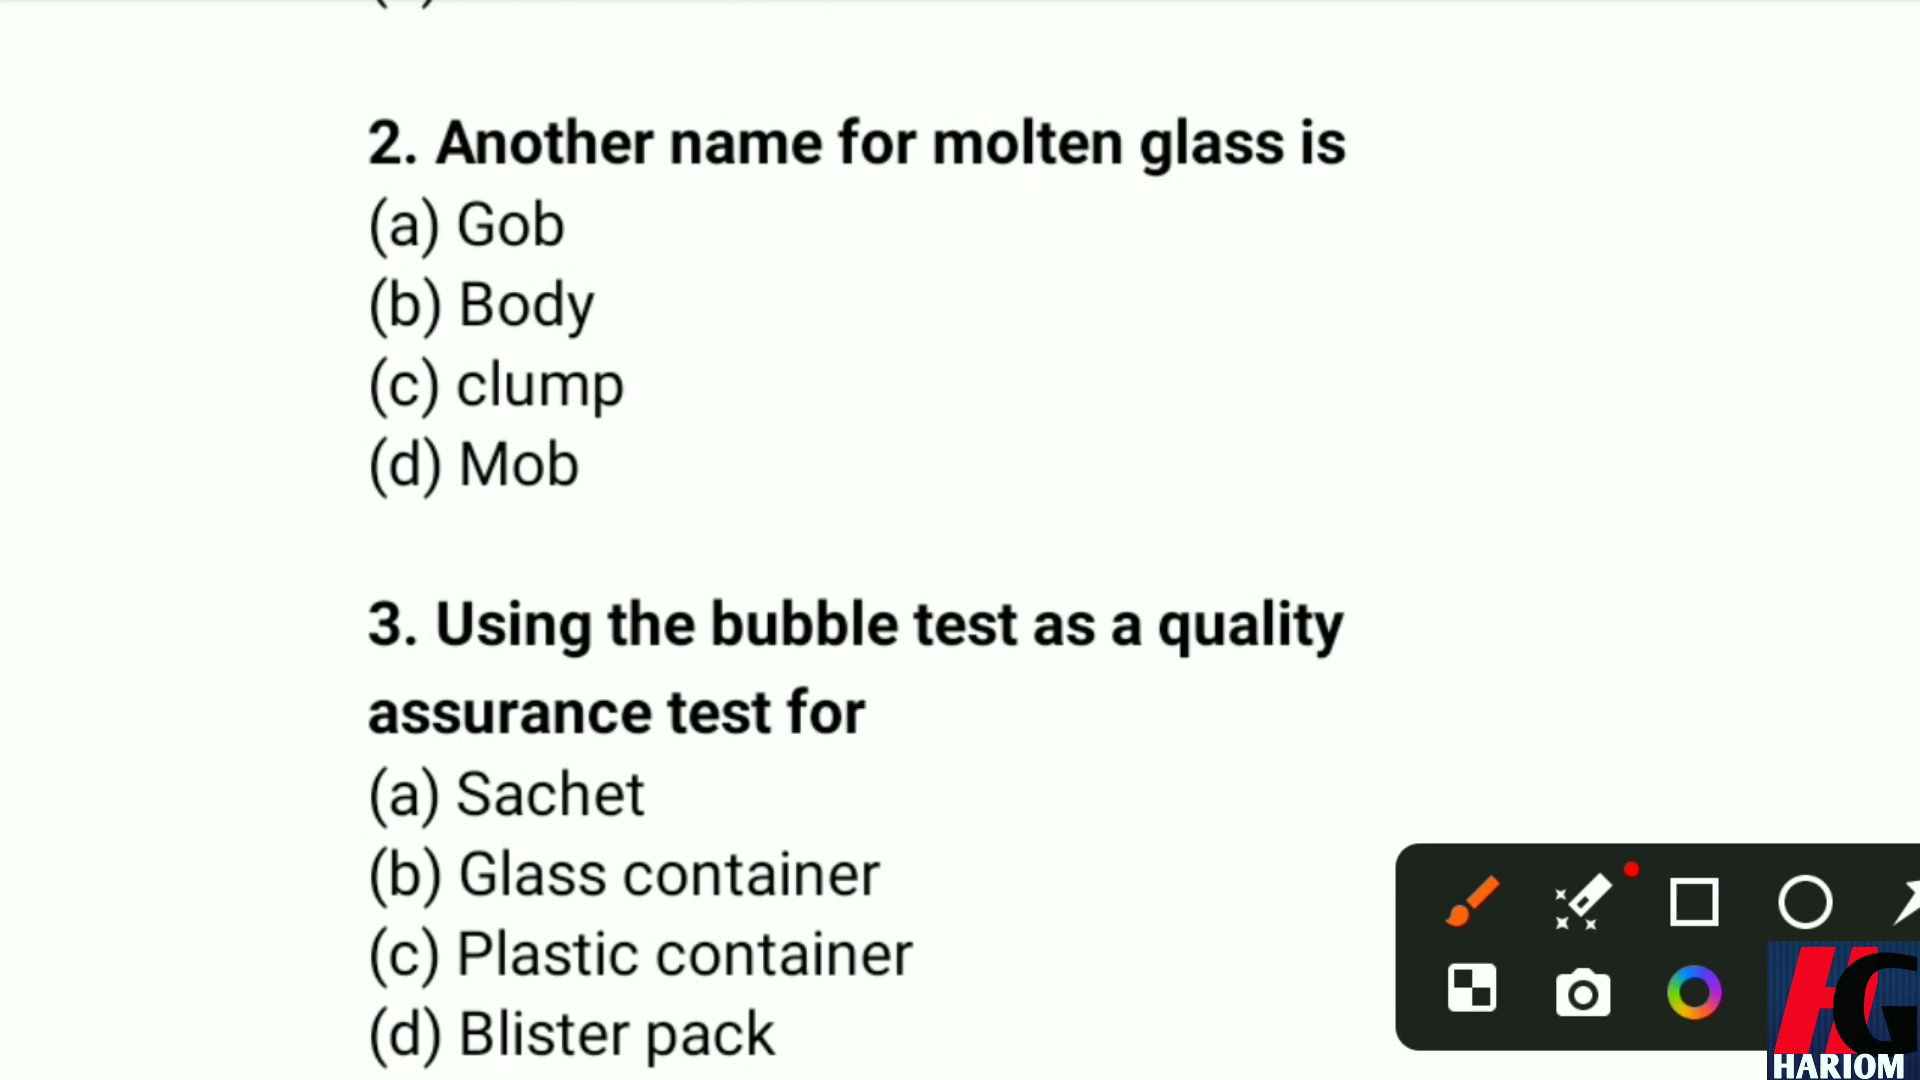 2. Another name for molten glass is
(a) Gob
(b) Body
(c) clump
(d) Mob
3. Using the bubble test as a quality
assurance test for
(a) Sachet
(b) Glass container
(c) Plastic container
(d) Blister pack
HG
HARIOM